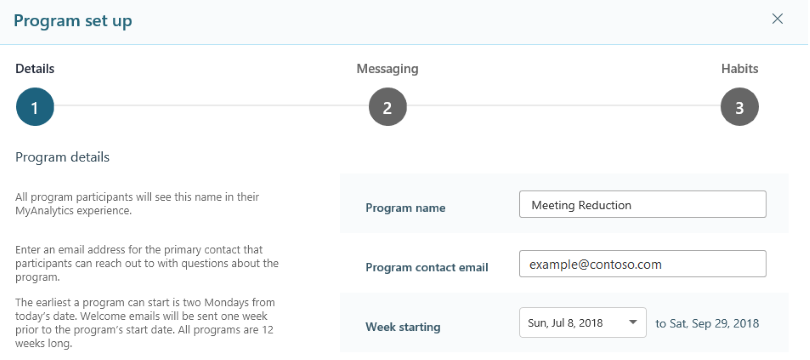 Program set up
Details
Messaging
Habits
1
2
3
Program details
All program participants will see this name in their
MyAnalytics experience.
Program name
Meeting Reduction
Enter an email address for the primary contact that
participants can reach out to with questions about the
program.
Program contact email
example@contoso.com
The earliest a program can start is two Mondays from
today's date. Welcome emails will be sent one week
prior to the program's start date. All programs are 12
weeks long.
Week starting
Sun, Jul 8, 2018
to Sat, Sep 29, 2018